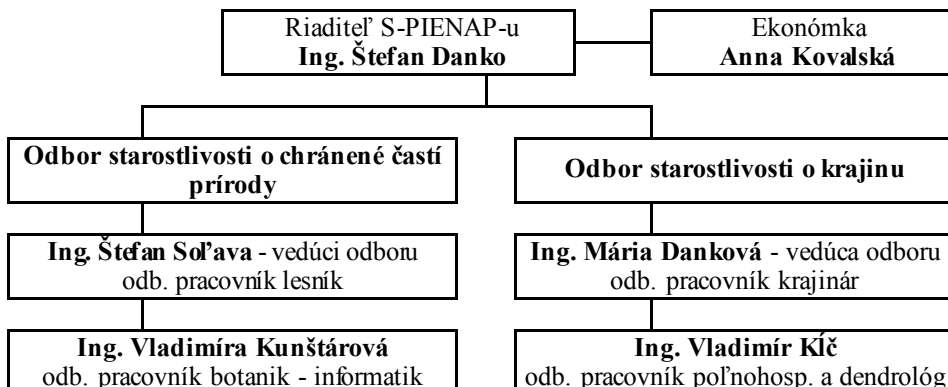 Riaditeľ S-PIENAP-u
Ing. Štefan Danko
Ekonómka
Anna Kovalská
Odbor starostlivosti o chránené častí
prírody
Odbor starostlivosti o krajinu
Ing. Štefan Soľava - vedúci odboru
odb. pracovník lesník
Ing. Mária Danková - vedúca odboru
odb. pracovník krajinár
Ing. Vladimíra Kunštárová
odb. pracovník botanik - informatik
Ing. Vladimír Kĺč
odb. pracovník poľnohosp. a dendrológ